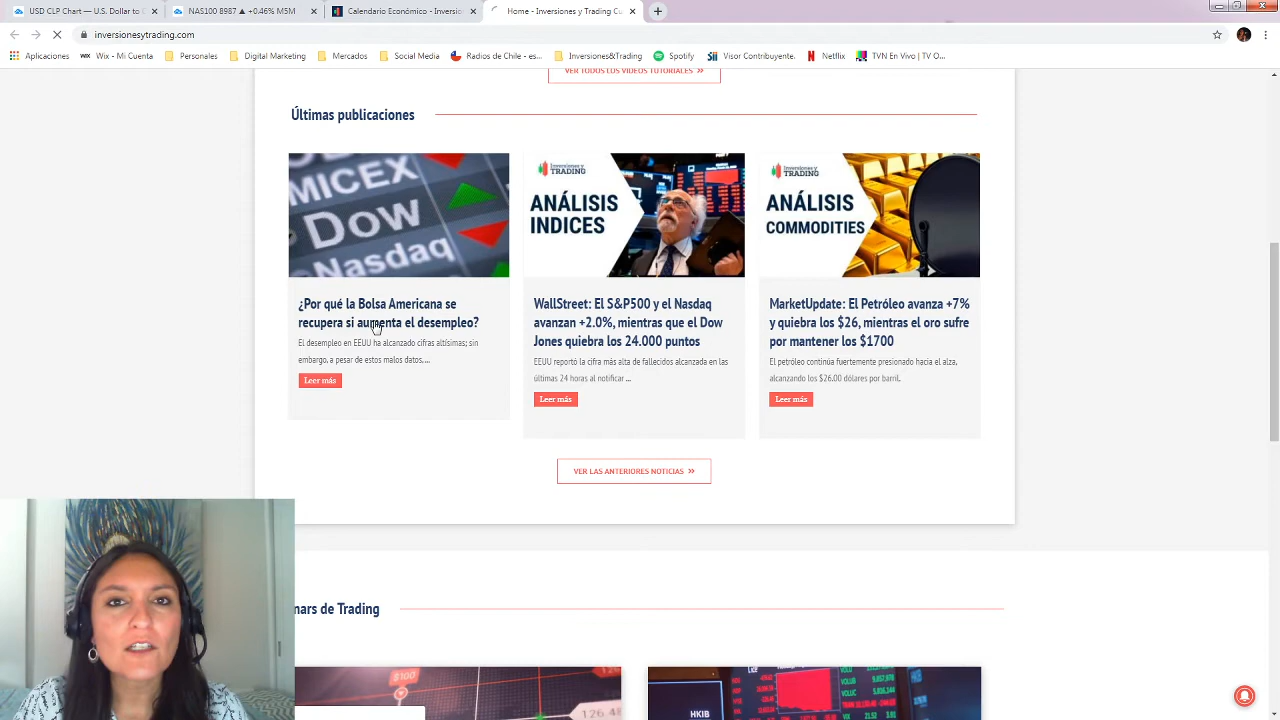 USD CLP Chart — U.S. Dollar to C
NAS100 8987 ▲ +0.46% M5M
Calendario Económico - Inversion
Home - Inversiones y Trading Cu
inversionesytrading.com
Aplicaciones
WiX Wix - Mi Cuenta
Personales
Digital Marketing
Mercados
Social Media
Radios de Chile - es...
Inversiones&Trading
Spotify
Sii Visor Contribuyente.
N Netflix
TVN En Vivo | TV O...
VER TODOS LOS VIDEOS TUTORIALES »
Últimas publicaciones
MICEX
Dow
Nasdaq
¿Por qué la Bolsa Americana se
recupera si aumenta el desempleo?
El desempleo en EEUU ha alcanzado cifras altísimas; sin
embargo, a pesar de estos malos datos, ...
Leer más
Inversiones y
TRADING
ANÁLISIS
INDICES
WallStreet: El S&P500 y el Nasdaq
avanzan +2.0%, mientras que el Dow
Jones quiebra los 24.000 puntos
EEUU reportó la cifra más alta de fallecidos alcanzada en las
últimas 24 horas al notificar ...
Leer más
Inversiones y
TRADING
ANÁLISIS
COMMODITIES
MarketUpdate: El Petróleo avanza +7%
y quiebra los $26, mientras el oro sufre
por mantener los $1700
El petróleo continúa fuertemente presionado hacia el alza,
alcanzando los $26.00 dólares por barril.
Leer más
VER LAS ANTERIORES NOTICIAS »
nars de Trading
$100
126.48
HKIB